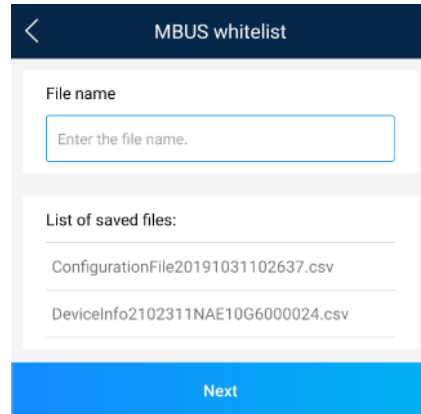 MBUS whitelist
File name
Enter the file name.
List of saved files:
ConfigurationFile20191031102637.csv
DeviceInfo2102311NAE10G6000024.csv
Next